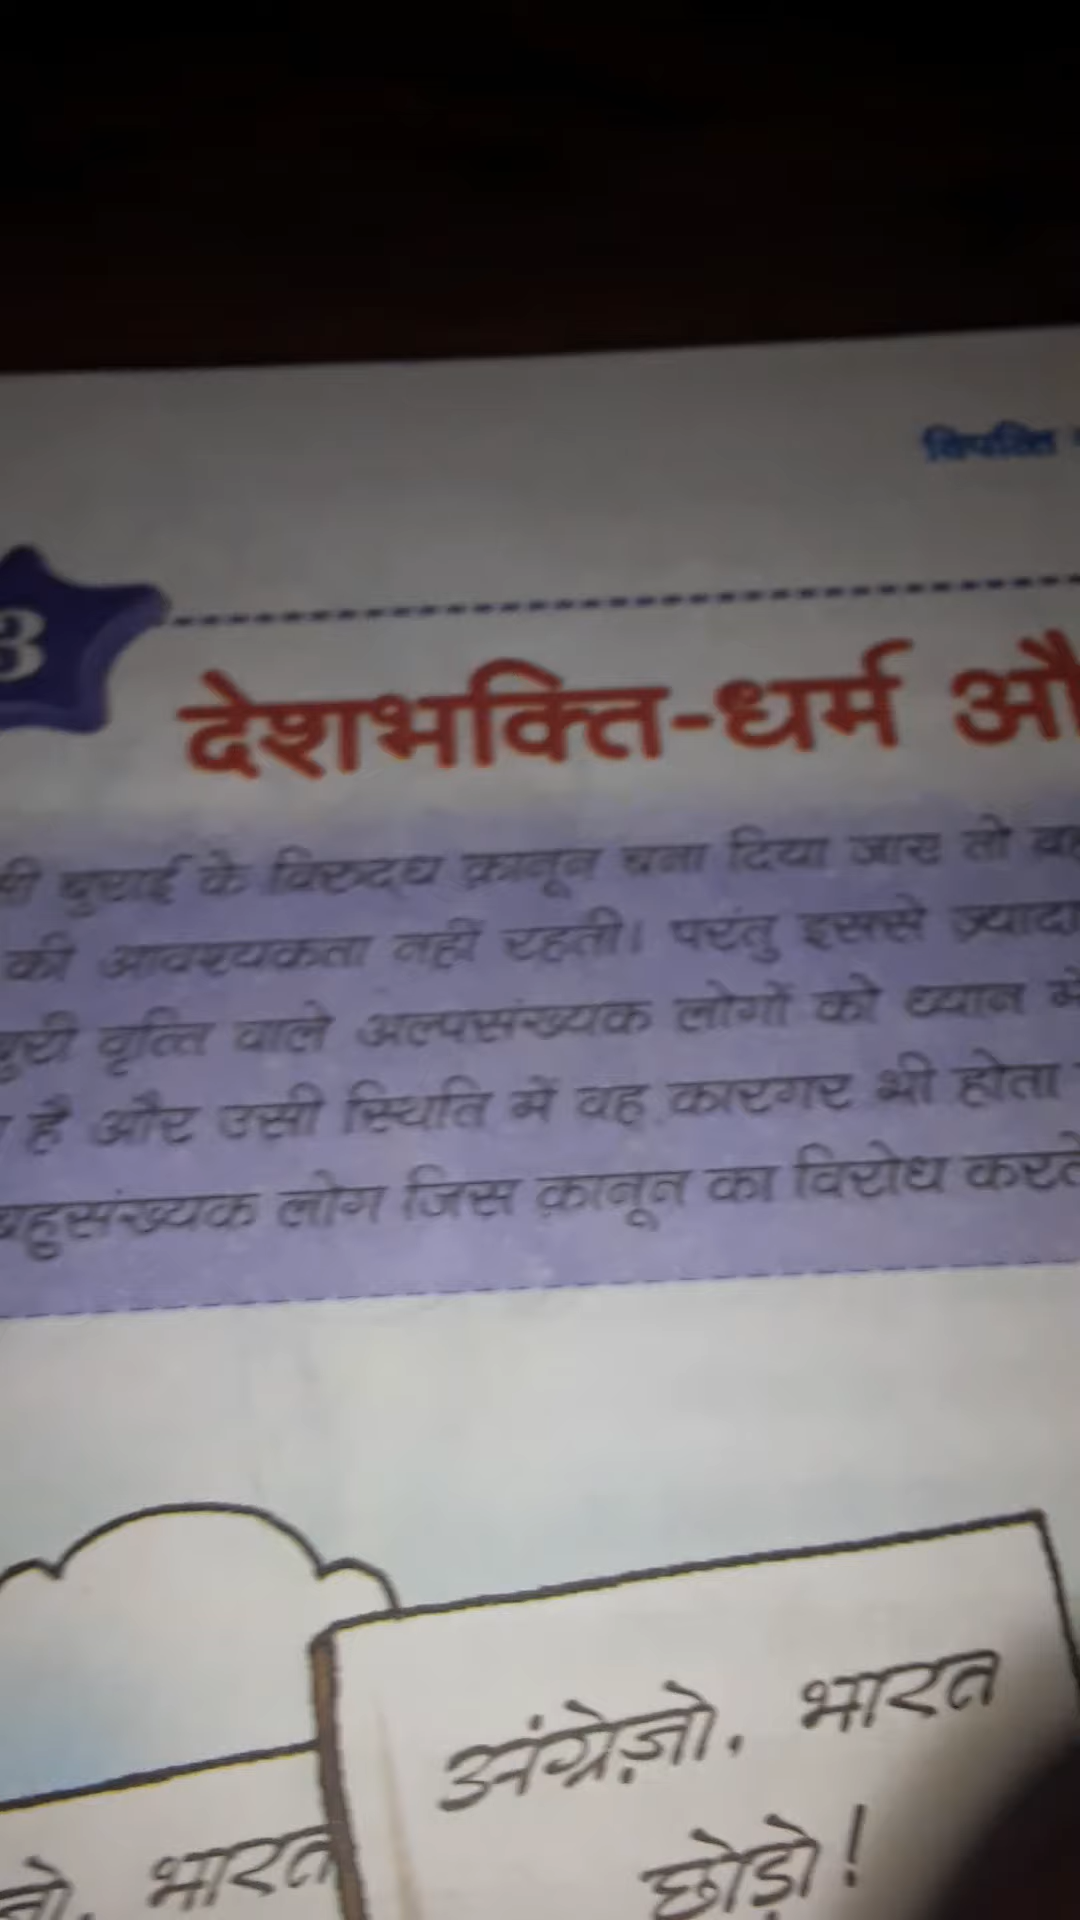 3
देशभक्ति-धर्म औ
बुराई के विरुद्ध क़ानून बना दिया जाए तो वह
की आवश्यकता नहीं रहती। परंतु इससे ज़्यादा
बुरी वृत्ति वाले अल्पसंख्यक लोगों को ध्यान में
है और उसी स्थिति में वह कारगर भी होता
बहुसंख्यक लोग जिस क़ानून का विरोध करते
अंग्रेज़ो, भारत
छोड़ो!
भारत